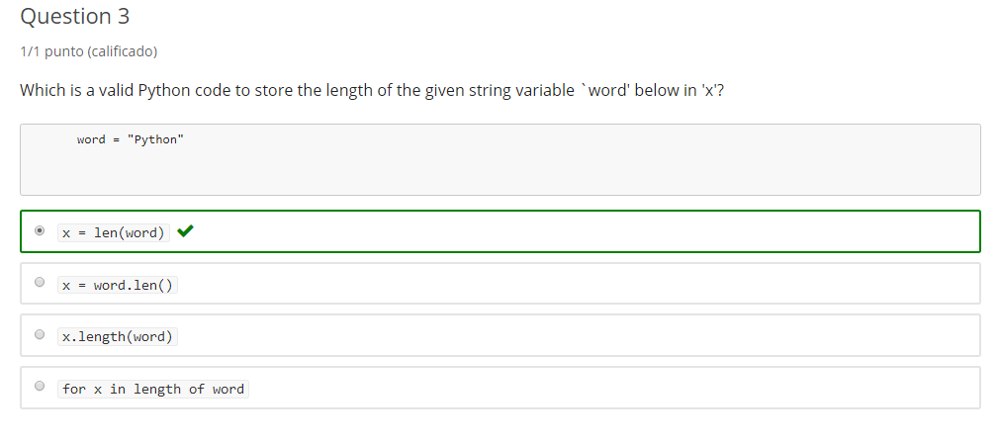 Question 3
1/1 punto (calificado)
Which is a valid Python code to store the length of the given string variable `word' below in 'x'?
word = "Python"
x = len(word)
x = word.len()
x.length(word)
for x in length of word